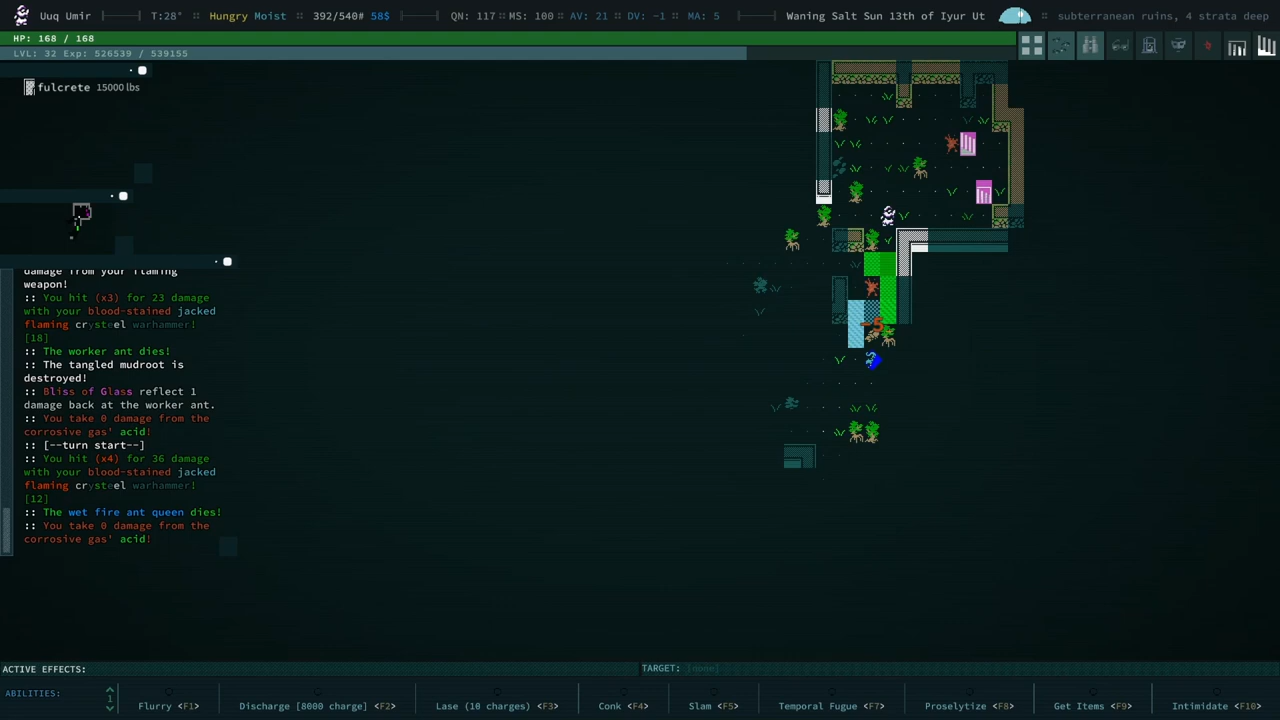 Uuq Umir T:28° Hungry Moist 392/540# 58$ QN: 117 MS: 100 AV: 21 DV: -1 MA: 5 Waning Salt Sun 13th of Iyur Ut subterranean ruins, 4 strata deep
HP: 168 / 168
LVL: 32 Exp: 526539 / 539155
fulcrete 15000 lbs
damage from your flaming
weapon!
:: You hit (x3) for 23 damage
with your blood-stained jacked
flaming crysteel warhammer!
[18]
:: The worker ant dies!
:: The tangled mudroot is
destroyed!
:: Bliss of Glass reflect 1
damage back at the worker ant.
:: You take 0 damage from the
corrosive gas' acid!
:: [--turn start--]
:: You hit (x4) for 36 damage
with your blood-stained jacked
flaming crysteel warhammer!
[12]
:: The wet fire ant queen dies!
:: You take 0 damage from the
corrosive gas' acid!
-5
ACTIVE EFFECTS: TARGET: [none]
ABILITIES: 1 Flurry <F1> Discharge [8000 charge] <F2> Lase (10 charges) <F3> Conk <F4> Slam <F5> Temporal Fugue <F7> Proselytize <F8> Get Items <F9> Intimidate <F10>